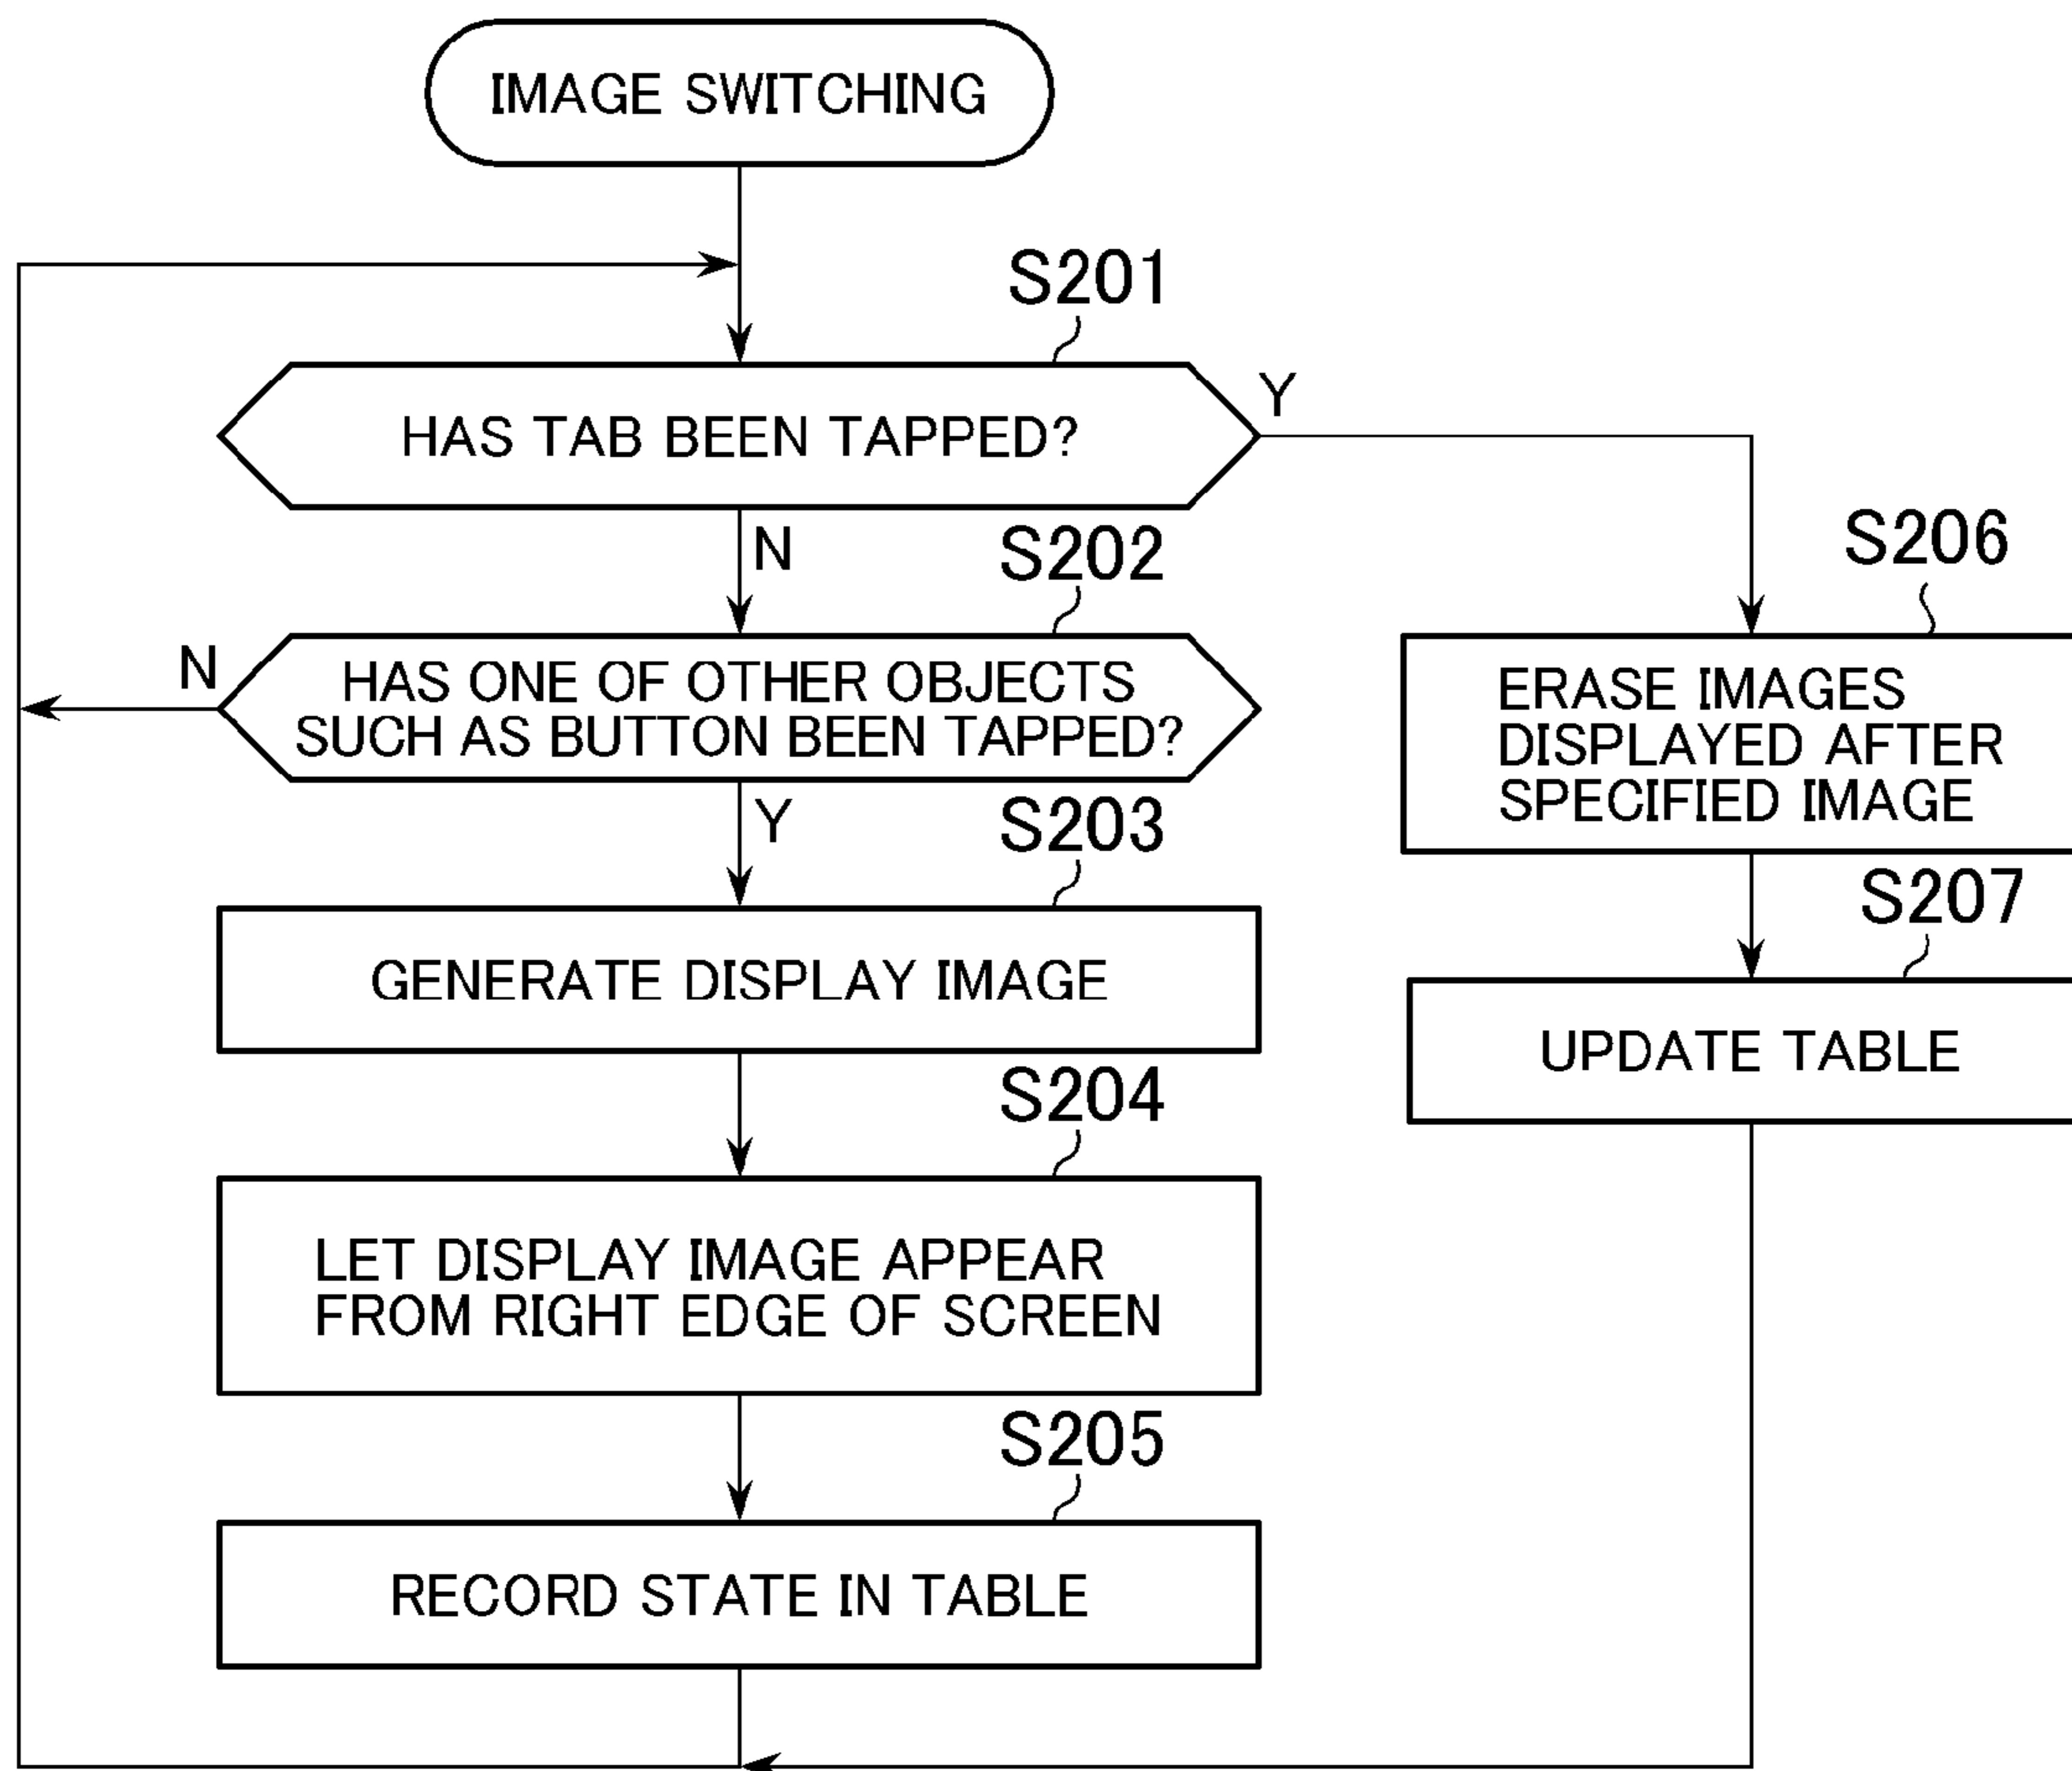 IMAGE SWITCHING
S201
HAS TAB BEEN TAPPED?
Y
N
S202
HAS ONE OF OTHER OBJECTS
SUCH AS BUTTON BEEN TAPPED?
N
Y
S203
GENERATE DISPLAY IMAGE
S204
LET DISPLAY IMAGE APPEAR
FROM RIGHT EDGE OF SCREEN
S205
RECORD STATE IN TABLE
S206
ERASE IMAGES
DISPLAYED AFTER
SPECIFIED IMAGE
S207
UPDATE TABLE